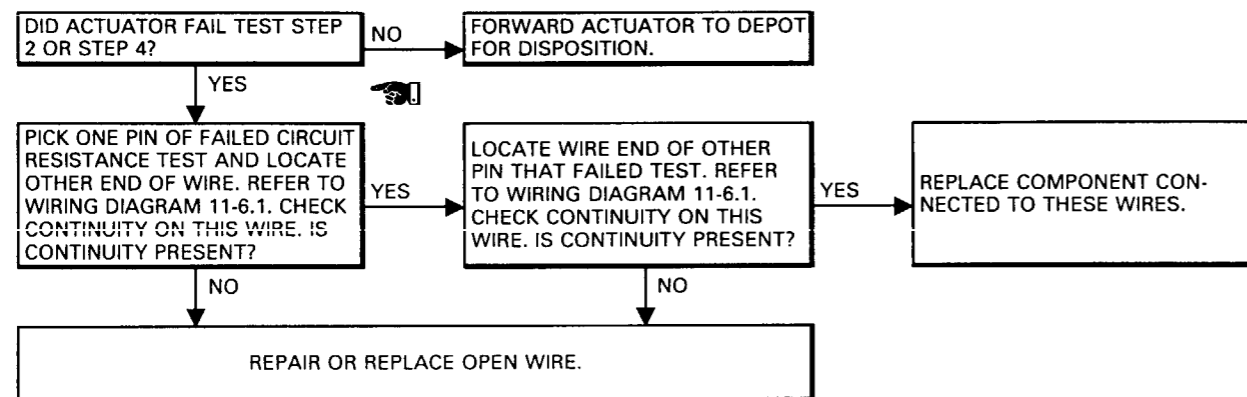 DID ACTUATOR FAIL TEST STEP
2 OR STEP 4?
NO
FORWARD ACTUATOR TO DEPOT
FOR DISPOSITION.
YES
PICK ONE PIN OF FAILED CIRCUIT
RESISTANCE TEST AND LOCATE
OTHER END OF WIRE. REFER TO
WIRING DIAGRAM 11-6.1. CHECK
CONTINUITY ON THIS WIRE. IS
CONTINUITY PRESENT?
YES
LOCATE WIRE END OF OTHER
PIN THAT FAILED TEST. REFER
TO WIRING DIAGRAM 11-6.1.
CHECK CONTINUITY ON THIS
WIRE. IS CONTINUITY PRESENT?
YES
REPLACE COMPONENT CON-
NECTED TO THESE WIRES.
NO
NO
REPAIR OR REPLACE OPEN WIRE.